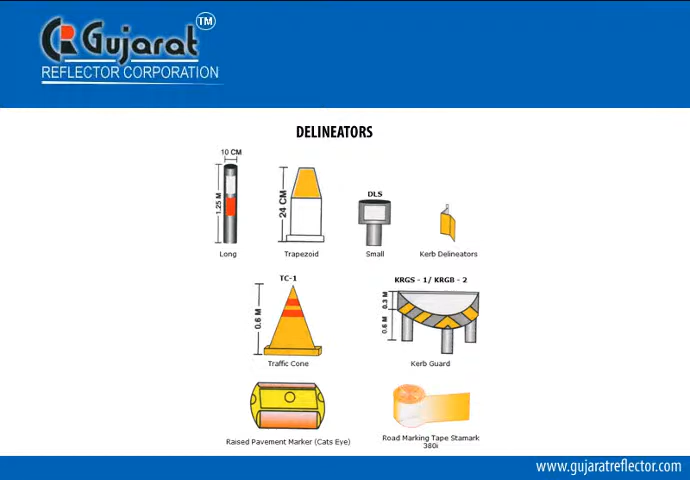 Gujarat TM
REFLECTOR CORPORATION
DELINEATORS
10 CM
1.25 M
Long
24 CM
Trapezoid
DLS
Small
Kerb Delineators
TC-1
0.6 M
Traffic Cone
KRGS - 1/ KRGB - 2
0.3 M
0.6 M
Kerb Guard
Raised Pavement Marker (Cats Eye)
Road Marking Tape Stamark
380i
www.gujaratreflector.com